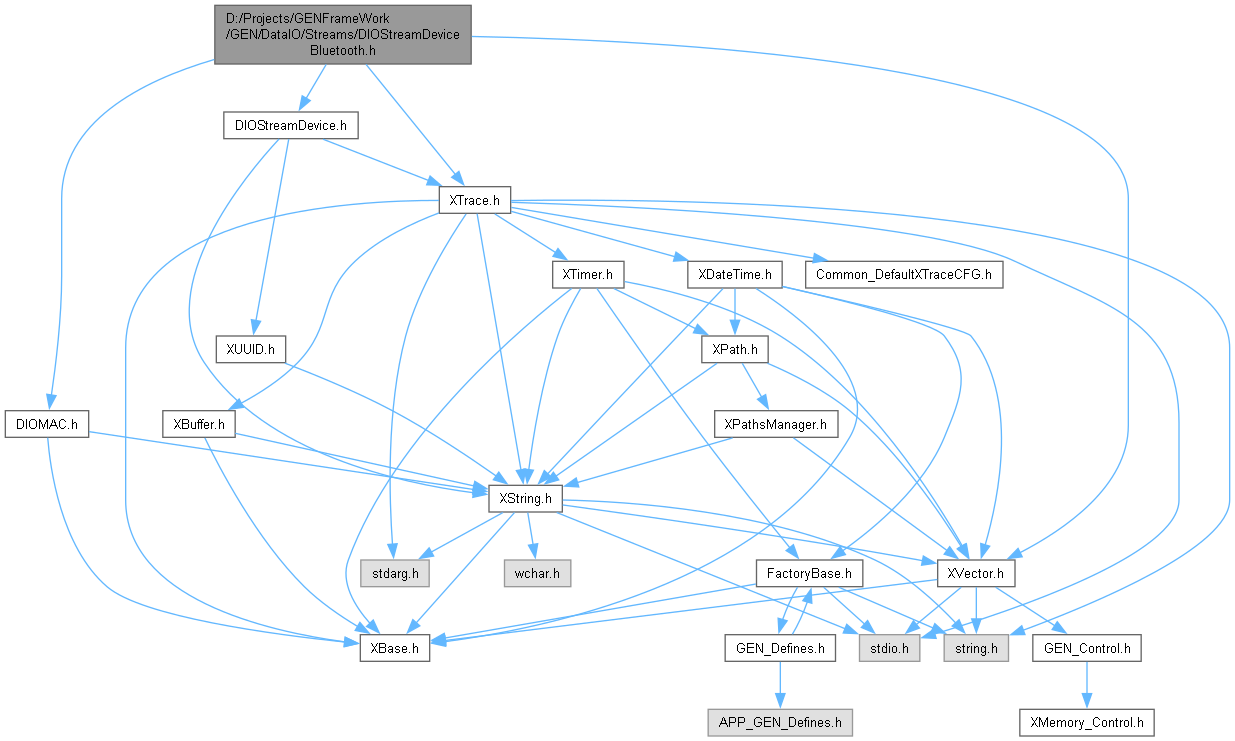 D:/Projects/GENFrameWork
/GEN/DataIO/Streams/DIOStreamDevice
Bluetooth.h
DIOStreamDevice.h
XTrace.h
XTimer.h
XDateTime.h
Common_DefaultXTraceCFG.h
XUUID.h
XPath.h
DIOMAC.h
XBuffer.h
XPathsManager.h
XString.h
stdarg.h
wchar.h
FactoryBase.h
XVector.h
XBase.h
GEN_Defines.h
stdio.h
string.h
GEN_Control.h
APP_GEN_Defines.h
XMemory_Control.h